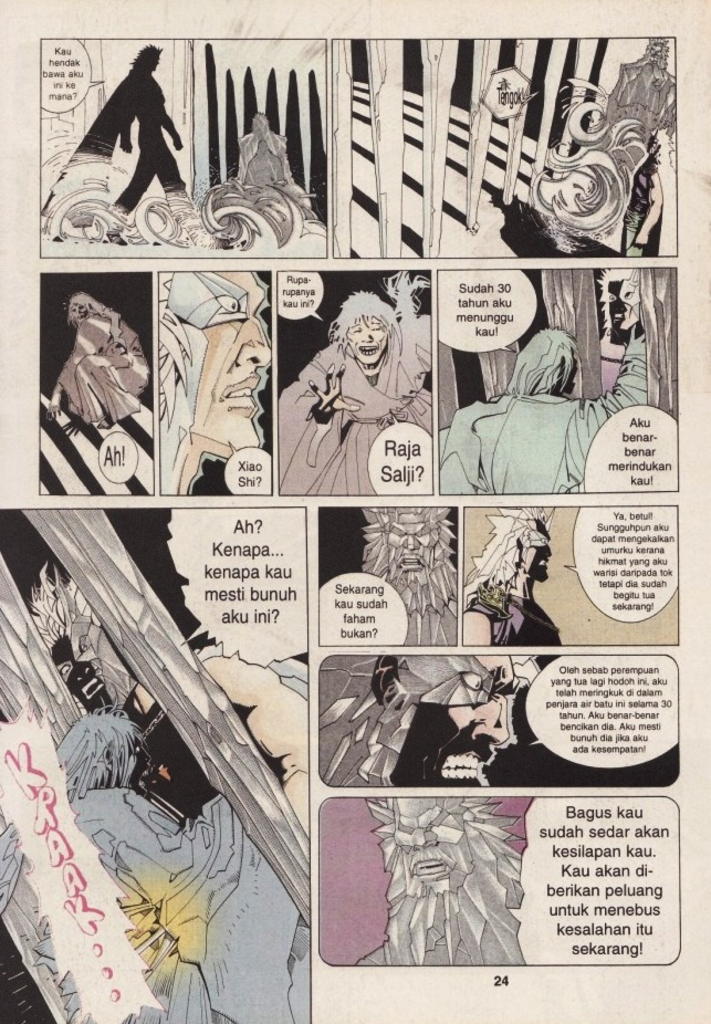 Kau
hendak
bawa aku
ini ke
mana?
Tengok!
Ah!
Xiao
Shi?
Rupa-
rupanya
kau ini?
Raja
Salji?
Sudah 30
tahun aku
menunggu
kau!
Aku
benar-
benar
merindukan
kau!
Ah?
Kenapa...
kenapa kau
mesti bunuh
aku ini?
Sekarang
kau sudah
faham
bukan?
Ya, betul!
Sungguhpun aku
dapat mengekalkan
umurku kerana
hikmat yang aku
warisi daripada tok
tetapi dia sudah
begitu tua
sekarang!
Oleh sebab perempuan
yang tua lagi hodoh ini, aku
telah meringkuk di dalam
penjara air batu ini selama 30
tahun. Aku benar-benar
bencikan dia. Aku mesti
bunuh dia jika aku
ada kesempatan!
Bagus kau
sudah sedar akan
kesilapan kau.
Kau akan di-
berikan peluang
untuk menebus
kesalahan itu
sekarang!
24